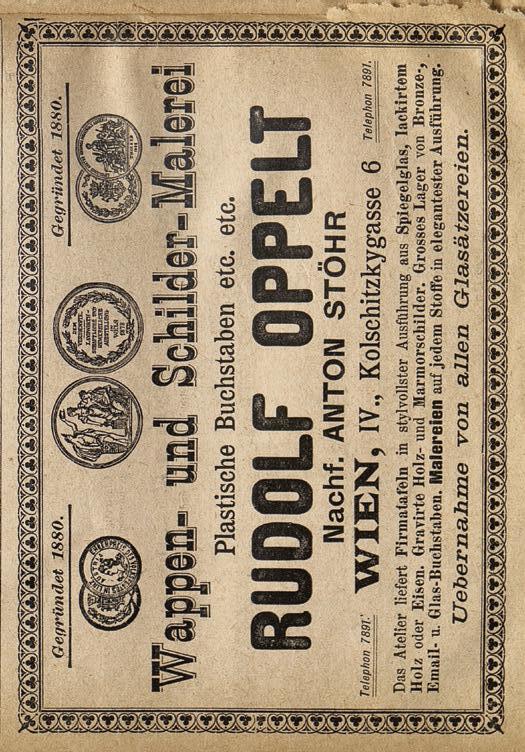 Gegründet 1880.
Gegründet 1880.
Wappen- und Schilder-Malerei
Plastische Buchstaben etc. etc.
RUDOLF OPPELT
Nachf. ANTON STÖHR
Telephon 7891.
WIEN, IV., Kolschitzkygasse 6
Telephon 7891.
Das Atelier liefert Firmatafeln in stylvollster Ausführung aus Spiegelglas, lackirtem
Holz oder Eisen. Gravirte Holz- und Marmorschilder. Grosses Lager von Bronze-,
Email- u. Glas-Buchstaben. Malereien auf jedem Stoffe in elegantester Ausführung.
Uebernahme von allen Glasätzereien.